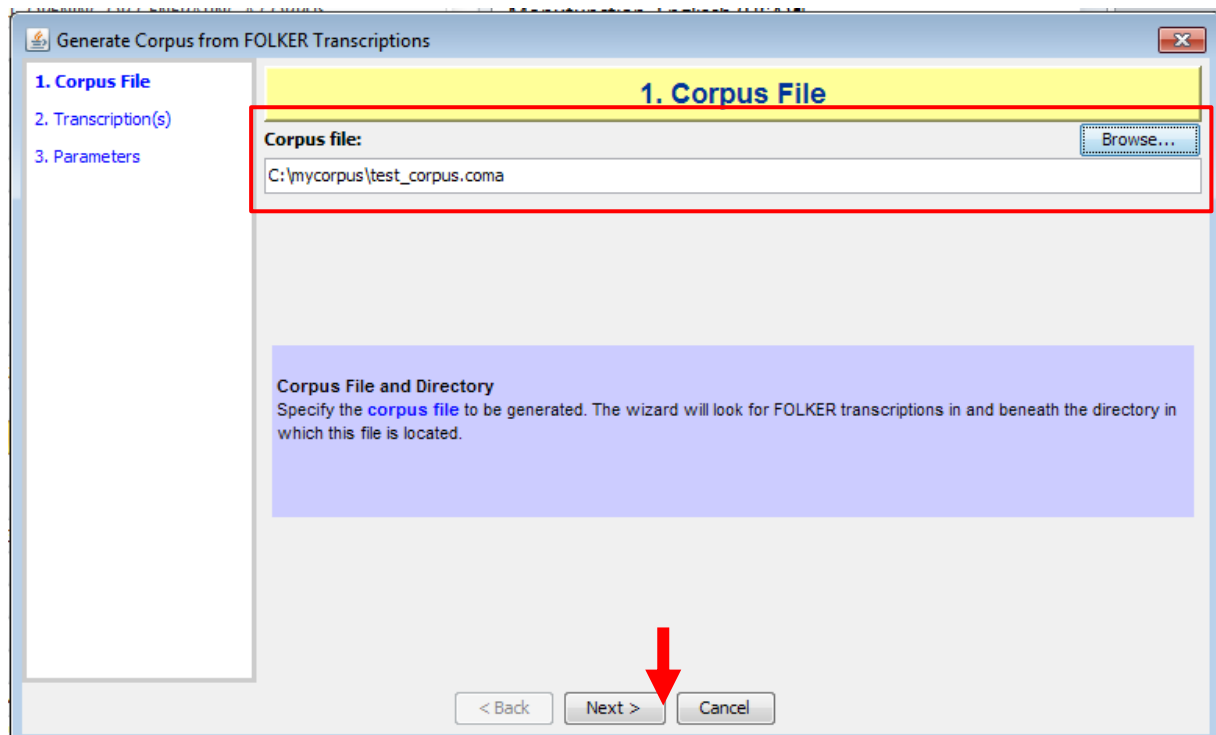 Generate Corpus from FOLKER Transcriptions
1. Corpus File
2. Transcription(s)
3. Parameters
1. Corpus File
Corpus file:
Browse...
C:\mycorpus\test_corpus.coma
Corpus File and Directory
Specify the corpus file to be generated. The wizard will look for FOLKER transcriptions in and beneath the directory in
which this file is located.
< Back
Next >
Cancel